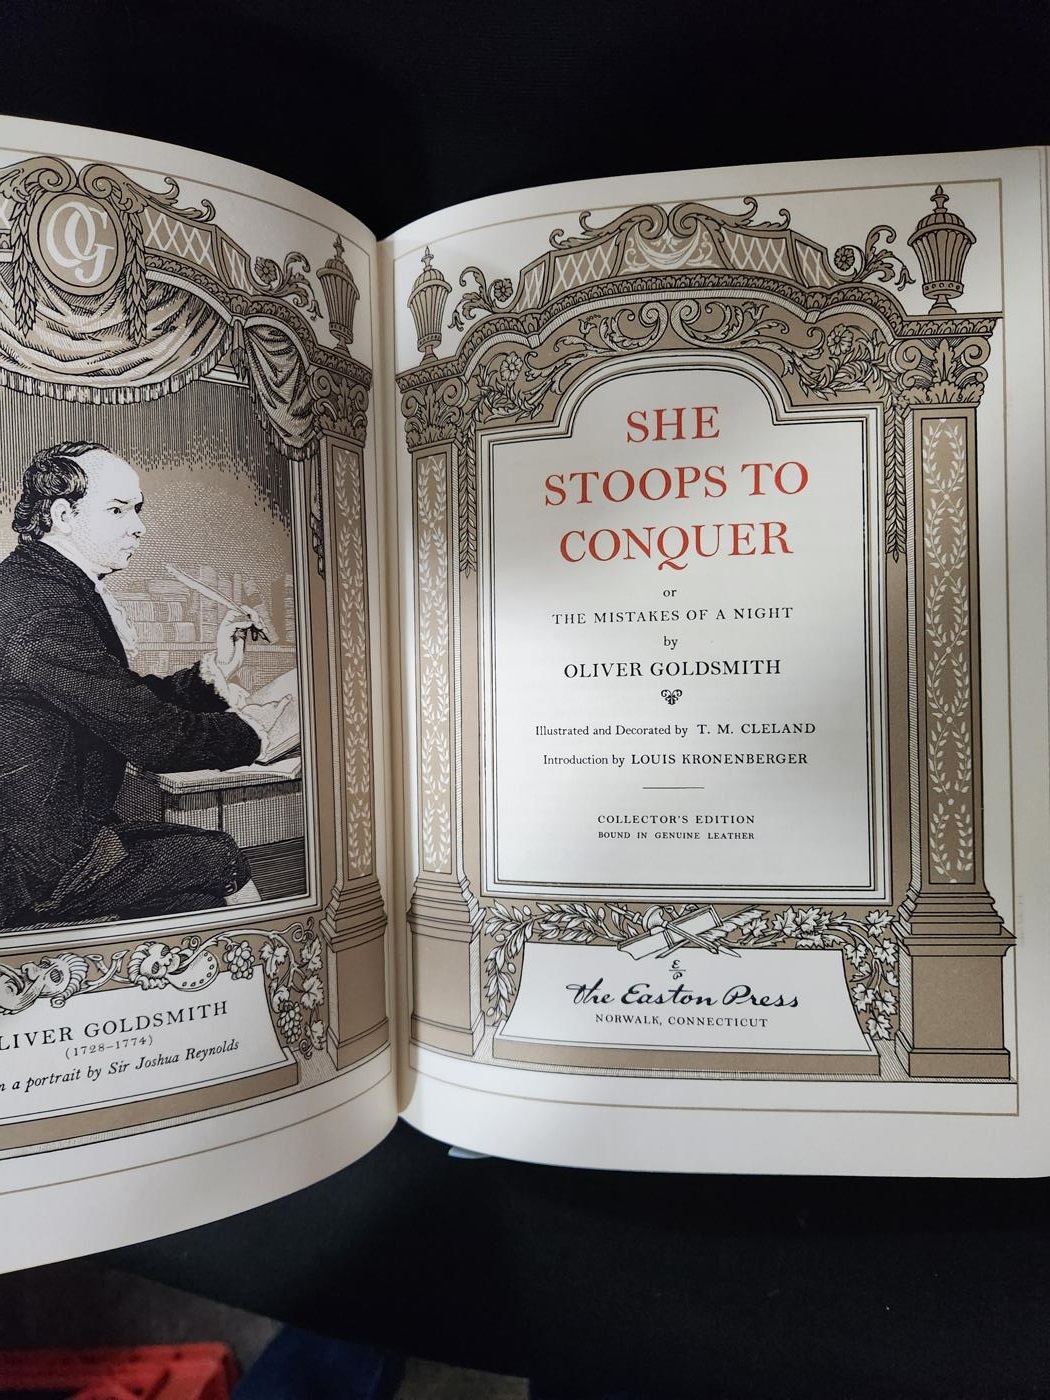 OG
LIVER GOLDSMITH
(1728–1774)
a portrait by Sir Joshua Reynolds
SHE
STOOPS TO
CONQUER
or
THE MISTAKES OF A NIGHT
by
OLIVER GOLDSMITH
Illustrated and Decorated by T. M. CLELAND
Introduction by LOUIS KRONENBERGER
COLLECTOR'S EDITION
BOUND IN GENUINE LEATHER
E
P
The Easton Press
NORWALK, CONNECTICUT